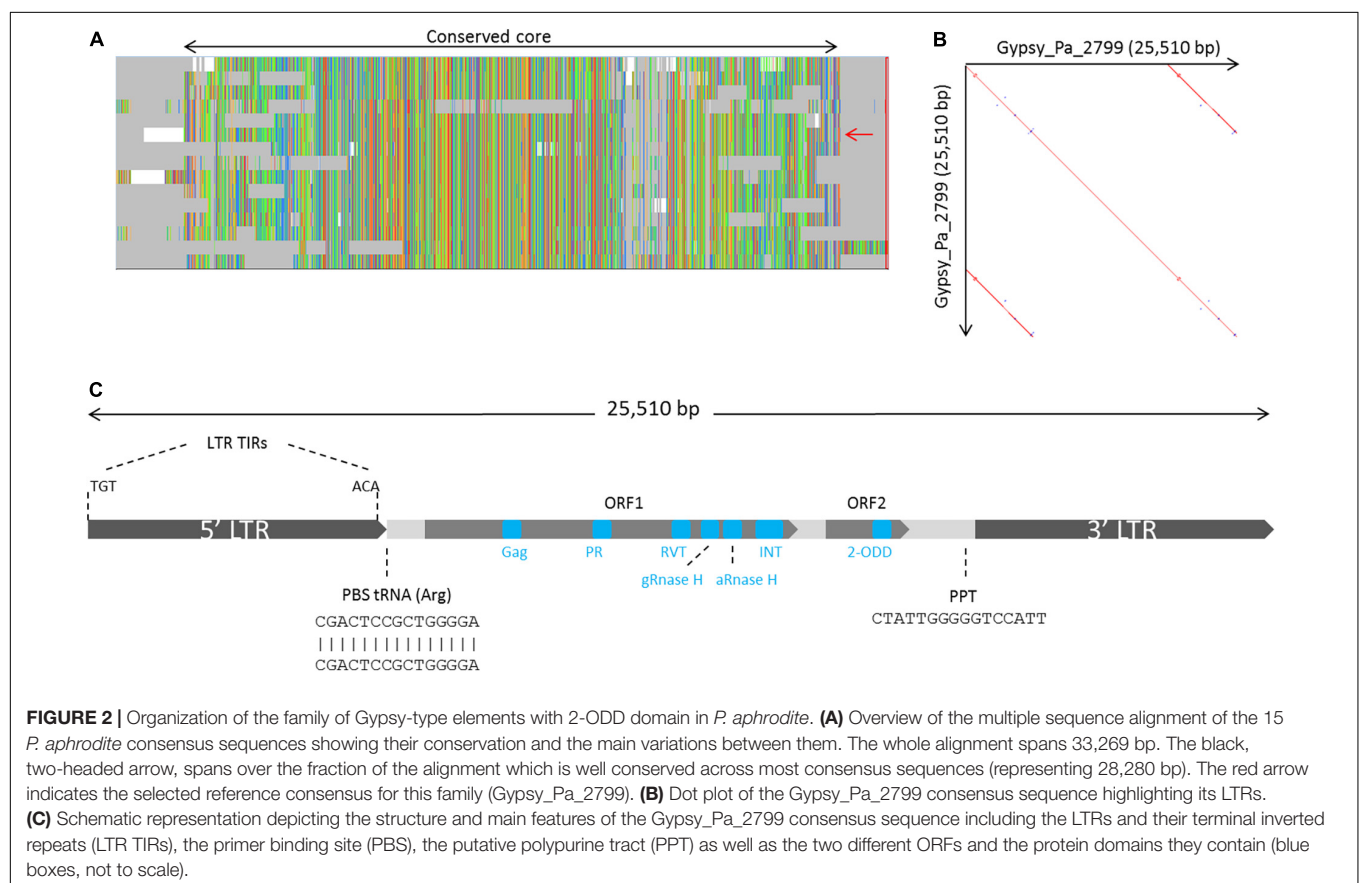 A
Conserved core
B
Gypsy_Pa_2799 (25,510 bp)
Gypsy_Pa_2799 (25,510 bp)
C
25,510 bp
LTR TIRs
TGT
ACA
ORF1
ORF2
5' LTR
3' LTR
Gag
PR
RVT
INT
2-ODD
gRnase H
aRnase H
PBS tRNA (Arg)
CGACTCCGCTGGGGA
CGACTCCGCTGGGGA
PPT
CTATTGGGGGTCCATT
FIGURE 2 | Organization of the family of Gypsy-type elements with 2-ODD domain in P. aphrodite. (A) Overview of the multiple sequence alignment of the 15
P. aphrodite consensus sequences showing their conservation and the main variations between them. The whole alignment spans 33,269 bp. The black,
two-headed arrow, spans over the fraction of the alignment which is well conserved across most consensus sequences (representing 28,280 bp). The red arrow
indicates the selected reference consensus for this family (Gypsy_Pa_2799). (B) Dot plot of the Gypsy_Pa_2799 consensus sequence highlighting its LTRs.
(C) Schematic representation depicting the structure and main features of the Gypsy_Pa_2799 consensus sequence including the LTRs and their terminal inverted
repeats (LTR TIRs), the primer binding site (PBS), the putative polypurine tract (PPT) as well as the two different ORFs and the protein domains they contain (blue
boxes, not to scale).